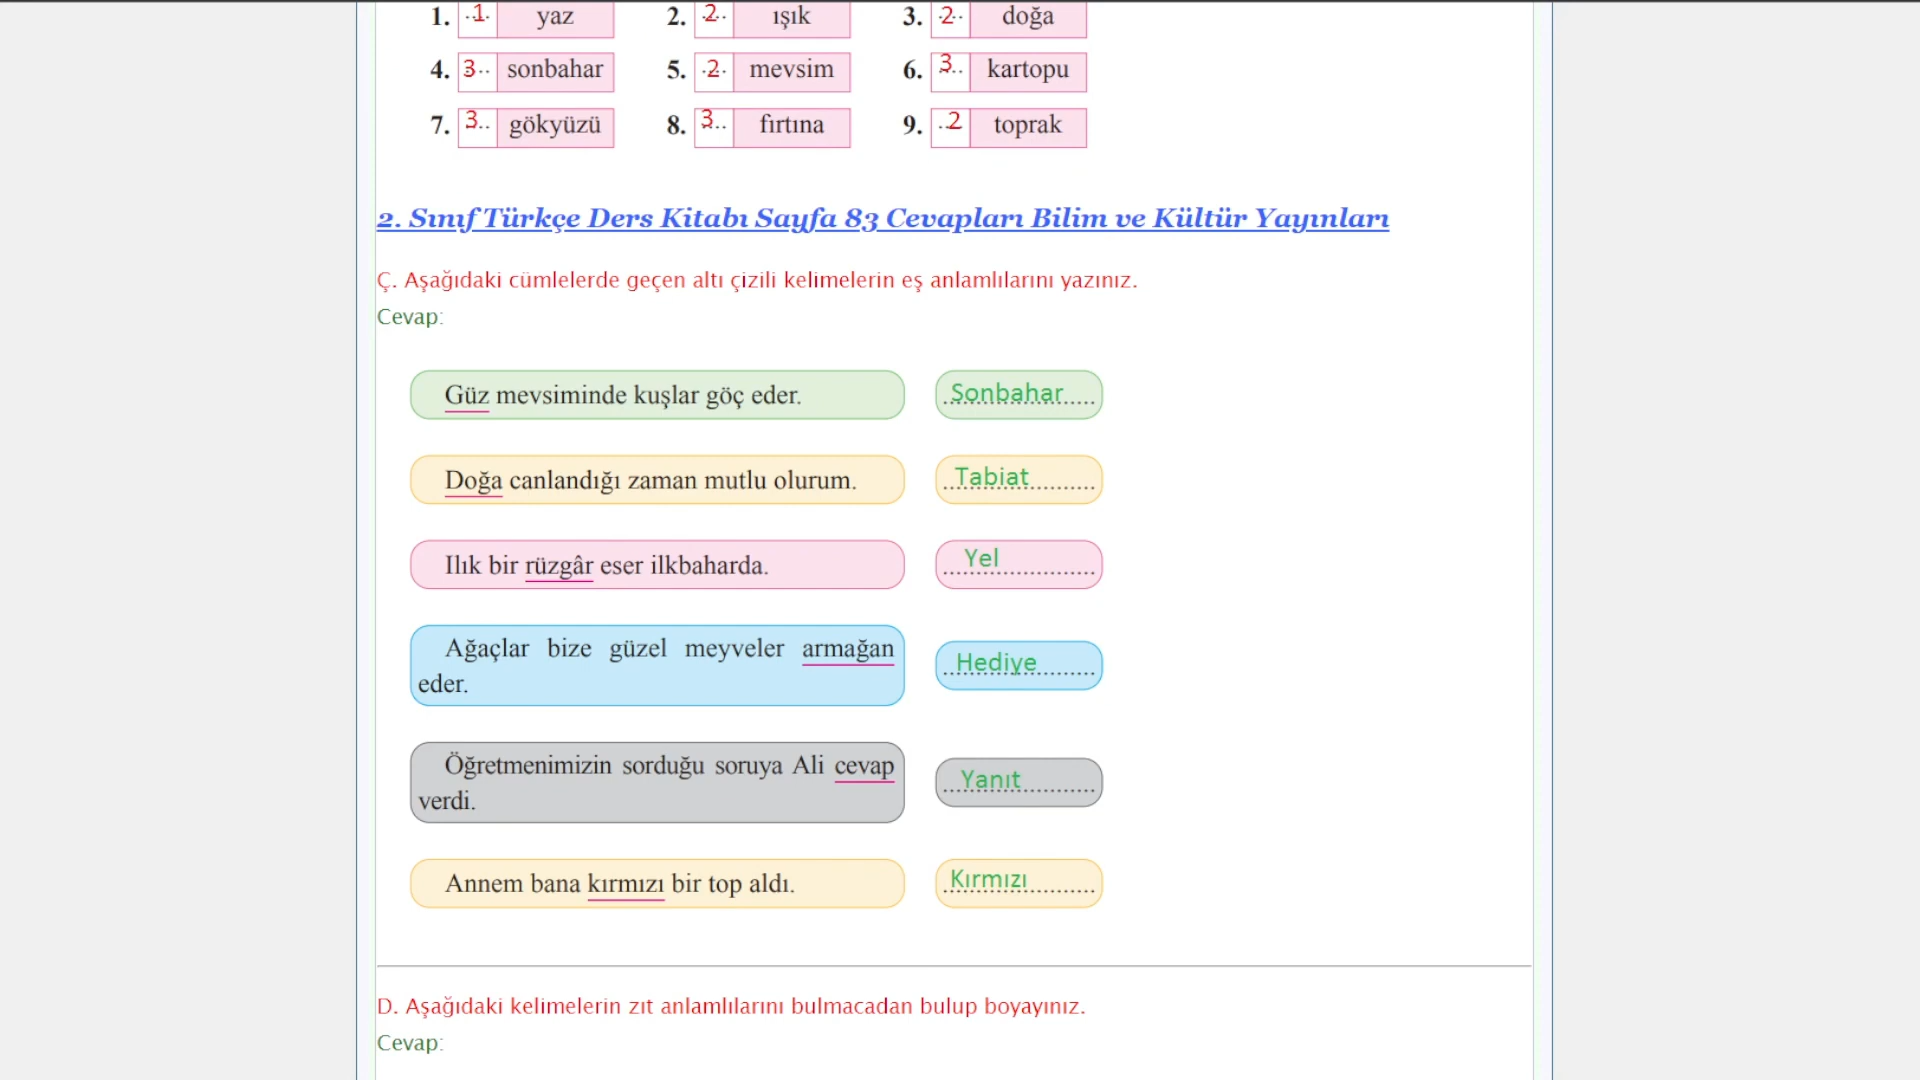 1. .1. yaz 2. .2.. ışık 3. .2.. doğa
4. 3.. sonbahar 5. .2. mevsim 6. 3.. kartopu
7. 3.. gökyüzü 8. 3.. fırtına 9. ..2 toprak
2. Sınıf Türkçe Ders Kitabı Sayfa 83 Cevapları Bilim ve Kültür Yayınları
Ç. Aşağıdaki cümlelerde geçen altı çizili kelimelerin eş anlamlılarını yazınız.
Cevap:
Güz mevsiminde kuşlar göç eder. Sonbahar
Doğa canlandığı zaman mutlu olurum. Tabiat
Ilık bir rüzgâr eser ilkbaharda. Yel
Ağaçlar bize güzel meyveler armağan
eder.
Hediye
Öğretmenimizin sorduğu soruya Ali cevap
verdi.
Yanıt
Annem bana kırmızı bir top aldı. Kırmızı
D. Aşağıdaki kelimelerin zıt anlamlılarını bulmacadan bulup boyayınız.
Cevap: